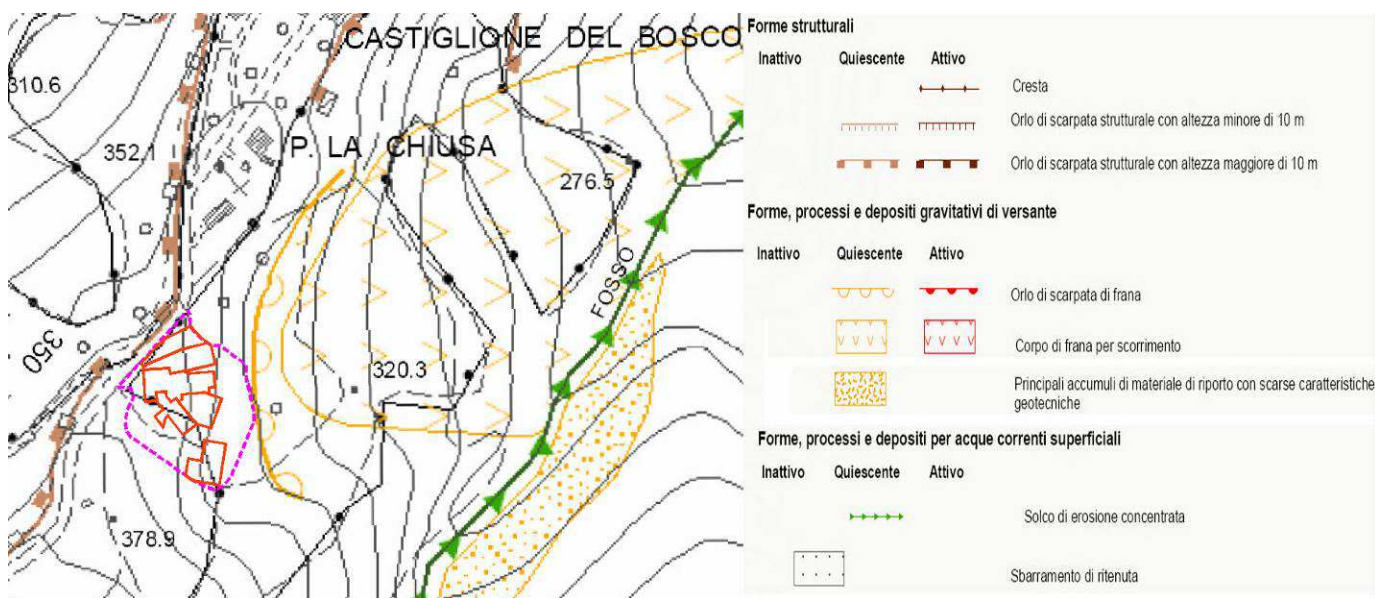 CASTIGLIONE DEL BOSCO
310.6
352.1
P. LA CHIUSA
276.5
FOSSO
350
320.3
378.9
Forme strutturali
Inattivo Quiescente Attivo
Cresta
Orlo di scarpata strutturale con altezza minore di 10 m
Orlo di scarpata strutturale con altezza maggiore di 10 m
Forme, processi e depositi gravitativi di versante
Inattivo Quiescente Attivo
Orlo di scarpata di frana
Corpo di frana per scorrimento
Principali accumuli di materiale di riporto con scarse caratteristiche
geotecniche
Forme, processi e depositi per acque correnti superficiali
Inattivo Quiescente Attivo
Solco di erosione concentrata
Sbarramento di ritenuta